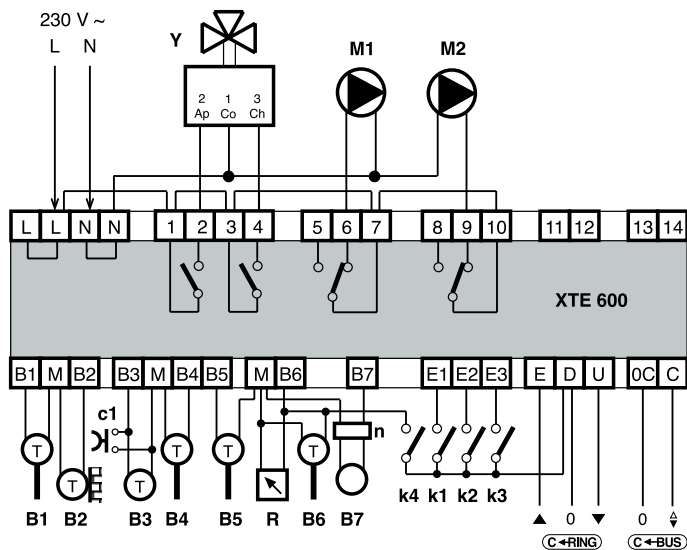 230 V ~
L N
Y
M1 M2
2 1 3
Ap Co Ch
L L N N 1 2 3 4 5 6 7 8 9 10 11 12 13 14
XTE 600
B1 M B2 B3 M B4 B5 M B6 B7 E1 E2 E3 E D U 0C C
c1
T T T T T T
n
k4 k1 k2 k3
B1 B2 B3 B4 B5 R B6 B7
0 0
C RING C BUS